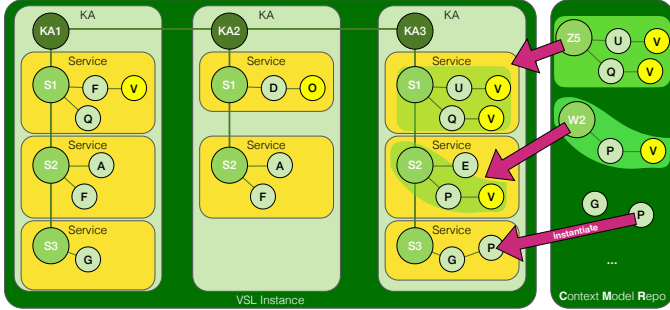 KA
KA
KA
KA1
KA2
KA3
Service
S1
F
V
Q
Service
S2
A
F
Service
S3
G
Service
S1
D
O
Service
S2
A
F
Service
S1
U
V
Q
V
Service
S2
E
P
V
Service
S3
G
P
VSL Instance
Z5
U
V
Q
V
W2
P
V
G
P
instantiate
...
Context Model Repo